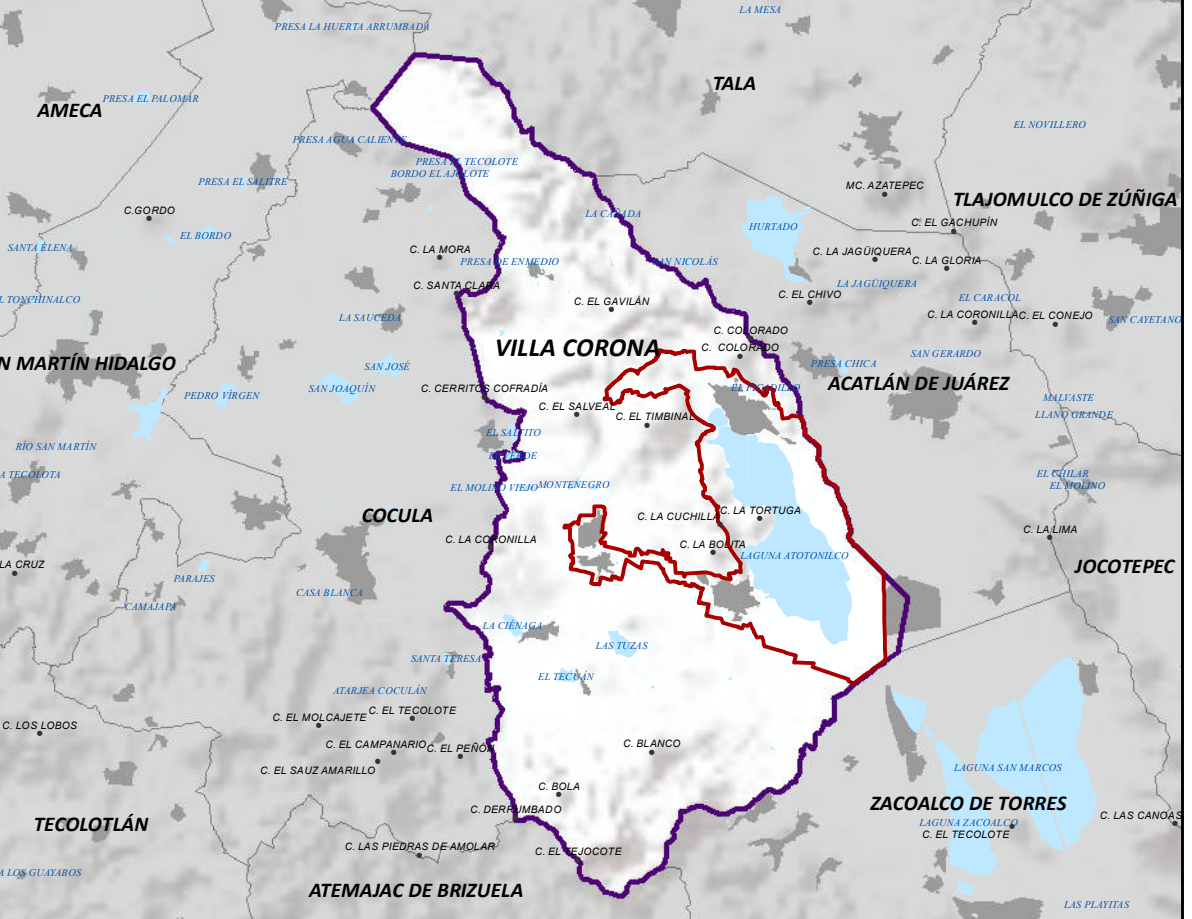 LA MESA
PRESA LA HUERTA ARRUMBADA
TALA
AMECA
PRESA EL PALOMAR
EL NOVILLERO
PRESA AGUA CALIENTE
PRESA EL TECOLOTE
BORDO EL AJOLOTE
PRESA EL SALITRE
MC. AZATEPEC
TLAJOMULCO DE ZÚÑIGA
C.GORDO
LA CAÑADA
HURTADO
C. EL GACHUPÍN
EL BORDO
SANTA ELENA
C. LA MORA
PRESA DE ENMEDIO
SAN NICOLÁS
C. LA JAGÜIQUERA
C. LA GLORIA
C. SANTA CLARA
LA JAGÜIQUERA
L TONCHINALCO
C. EL GAVILÁN
C. EL CHIVO
EL CARACOL
LA SAUCEDA
C. LA CORONILLA
C. EL CONEJO
SAN CAYETANO
C. COLORADO
VILLA CORONA
C. COLORADO
N MARTÍN HIDALGO
SAN JOSÉ
PRESA CHICA
SAN GERARDO
SAN JOAQUÍN
C. CERRITOS COFRADÍA
EL PICADILLO
ACATLÁN DE JUÁREZ
PEDRO VIRGEN
C. EL SALVEAL
C. EL TIMBINAL
MALVASTE
LLANO GRANDE
EL SALTITO
RÍO SAN MARTÍN
EL VERDE
A TECOLOTA
EL MOLINO VIEJO
MONTENEGRO
EL CHILAR
EL MOLINO
COCULA
C. LA CUCHILLA
C. LA TORTUGA
C. LA LIMA
C. LA CORONILLA
C. LA BOLITA
LAGUNA ATOTONILCO
LA CRUZ
JOCOTEPEC
PARAJES
CASA BLANCA
CAMAJAPA
LA CIÉNAGA
LAS TUZAS
SANTA TERESA
EL TECUÁN
ATARJEA COCULÁN
C. EL TECOLOTE
C. EL MOLCAJETE
C. LOS LOBOS
C. EL CAMPANARIO
C. EL PEÑÓN
C. BLANCO
C. EL SAUZ AMARILLO
LAGUNA SAN MARCOS
C. BOLA
C. DERRUMBADO
ZACOALCO DE TORRES
LAGUNA ZACOALCO
C. LAS CANOAS
TECOLOTLÁN
C. EL TECOLOTE
C. LAS PIEDRAS DE AMOLAR
C. EL TEJOCOTE
A LOS GUAYABOS
ATEMAJAC DE BRIZUELA
LAS PLAYITAS